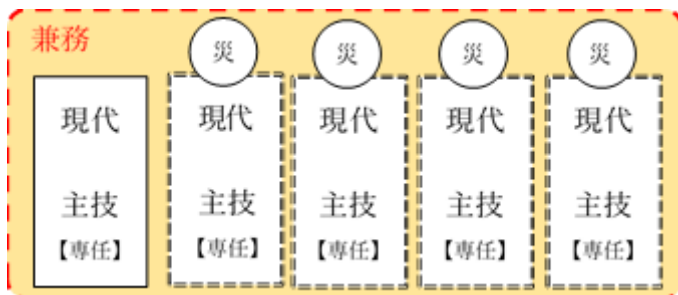 兼務
災 災 災 災
現代 現代 現代 現代 現代
主技 主技 主技 主技 主技
【専任】 【専任】 【専任】 【専任】 【専任】